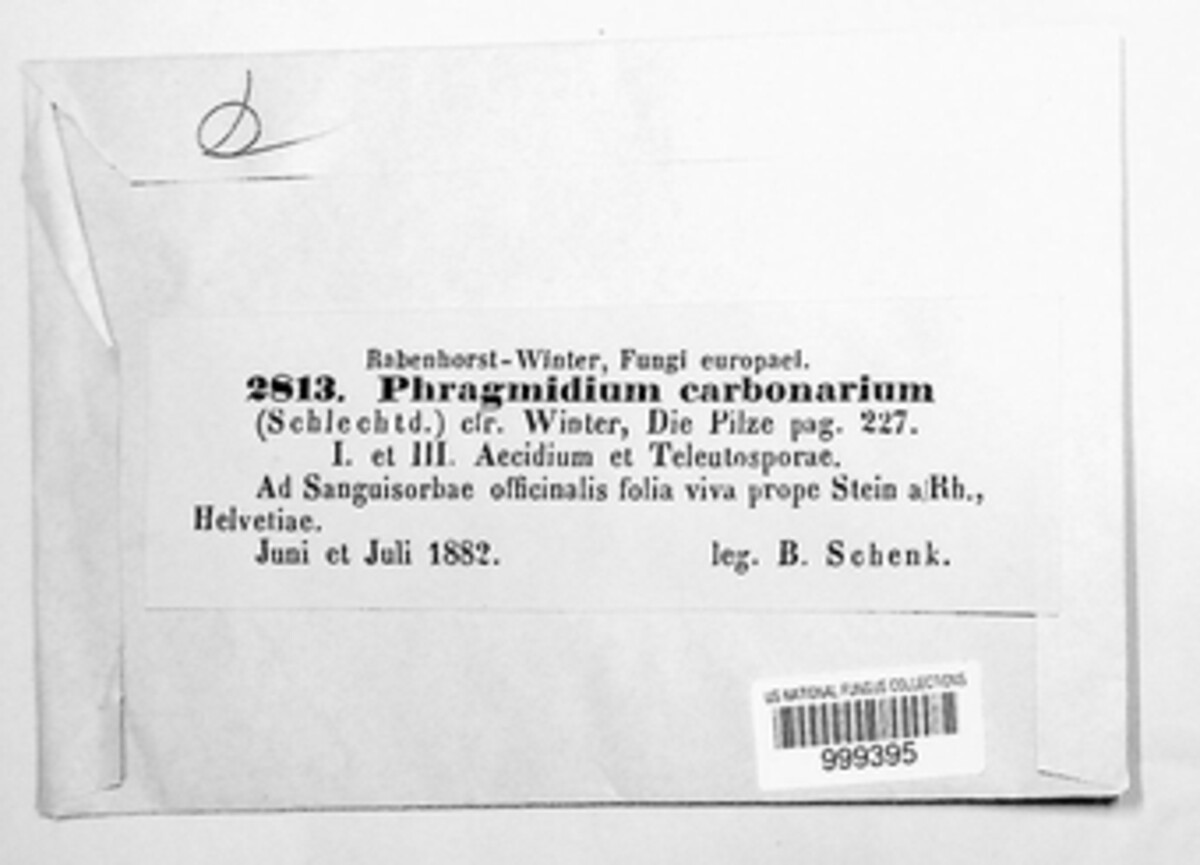 Rabenhorst-Winter, Fungi europaei.
2813. Phragmidium carbonarium
(Schlechtd.) cfr. Winter, Die Pilze pag. 227.
I. et III. Aecidium et Teleutosporae.
Ad Sanguisorbae officinalis folia viva prope Stein a/Rh.,
Helvetiae.
Juni et Juli 1882. leg. B. Schenk.
US NATIONAL FUNGUS COLLECTIONS
999395